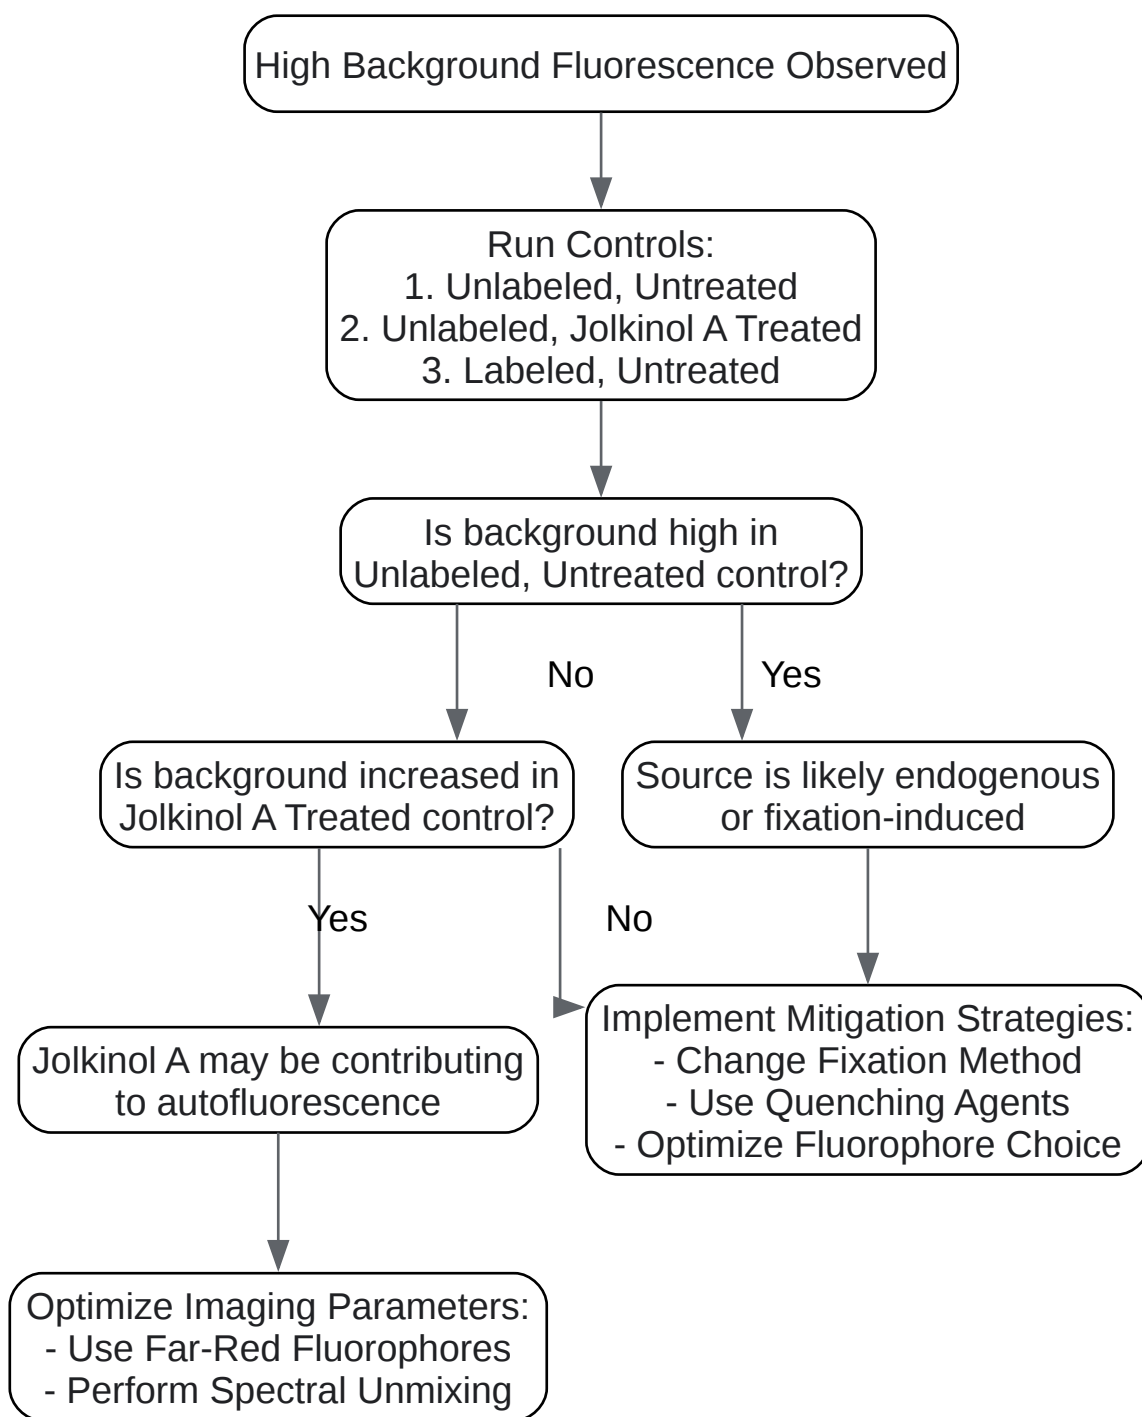 High Background Fluorescence Observed
Run Controls:
1. Unlabeled, Untreated
2. Unlabeled, Jolkinol A Treated
3. Labeled, Untreated
Is background high in
Unlabeled, Untreated control?
No
Yes
Is background increased in
Jolkinol A Treated control?
Source is likely endogenous
or fixation-induced
Yes
No
Jolkinol A may be contributing
to autofluorescence
Implement Mitigation Strategies:
- Change Fixation Method
- Use Quenching Agents
- Optimize Fluorophore Choice
Optimize Imaging Parameters:
- Use Far-Red Fluorophores
- Perform Spectral Unmixing